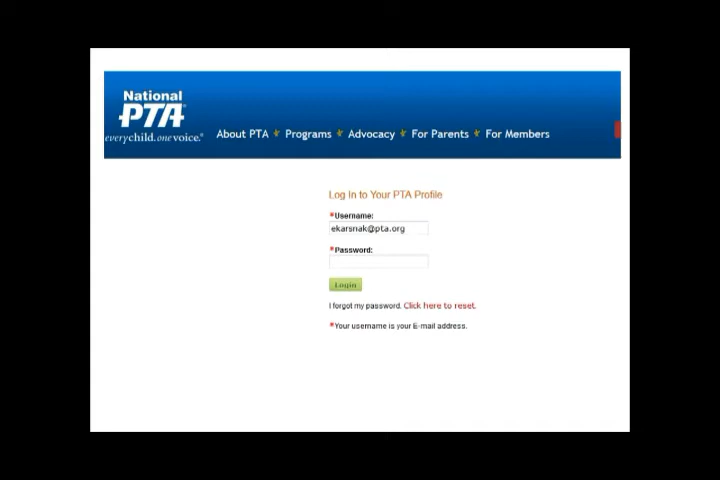 National
PTA®
everychild.onevoice.®
About PTA
Programs
Advocacy
For Parents
For Members
Log In to Your PTA Profile
*Username:
ekarsnak@pta.org
*Password:
Login
I forgot my password. Click here to reset.
*Your username is your E-mail address.